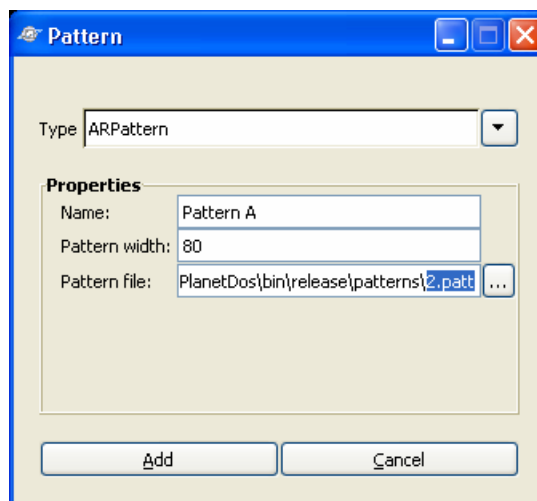 Pattern
Type ARPattern
Properties
Name: Pattern A
Pattern width: 80
Pattern file: PlanetDos\bin\release\patterns\2.patt ...
Add Cancel